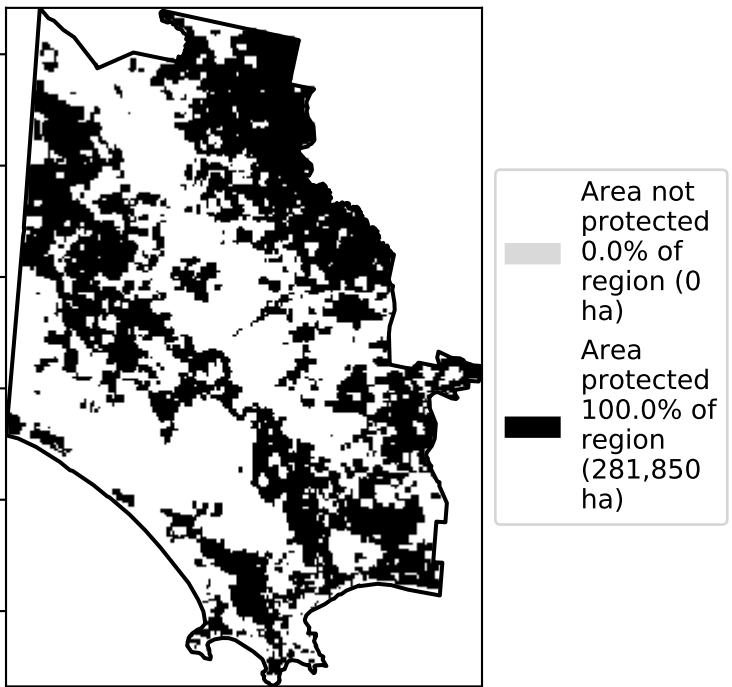 Area not
protected
0.0% of
region (0
ha)
Area
protected
100.0% of
region
(281,850
ha)